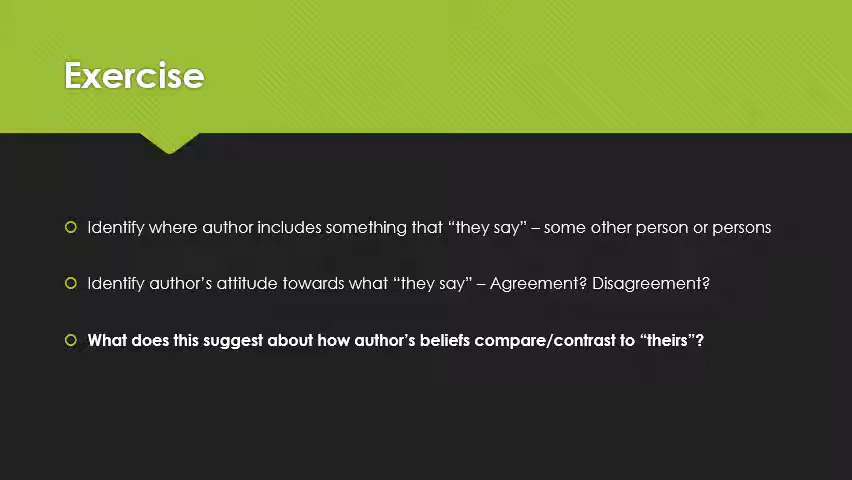 Exercise
Identify where author includes something that “they say” – some other person or persons
Identify author’s attitude towards what “they say” – Agreement? Disagreement?
What does this suggest about how author’s beliefs compare/contrast to “theirs”?